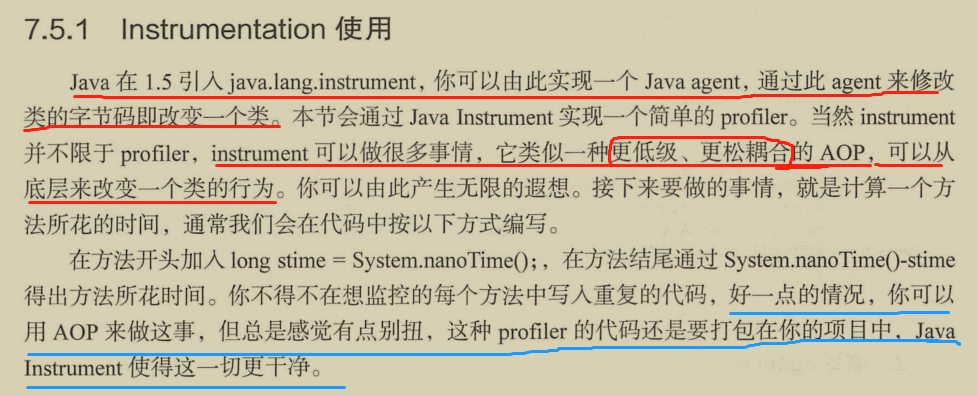 7.5.1 Instrumentation 使用
Java 在 1.5 引入 java.lang.instrument，你可以由此实现一个 Java agent，通过此 agent 来修改
类的字节码即改变一个类。本节会通过 Java Instrument 实现一个简单的 profiler。当然 instrument
并不限于 profiler，instrument 可以做很多事情，它类似一种更低级、更松耦合的 AOP，可以从
底层来改变一个类的行为。你可以由此产生无限的遐想。接下来要做的事情，就是计算一个方
法所花的时间，通常我们会在代码中按以下方式编写。
在方法开头加入 long stime = System.nanoTime();，在方法结尾通过 System.nanoTime()-stime
得出方法所花时间。你不得不在想监控的每个方法中写入重复的代码，好一点的情况，你可以
用 AOP 来做这事，但总是感觉有点别扭，这种 profiler 的代码还是要打包在你的项目中，Java
Instrument 使得这一切更干净。